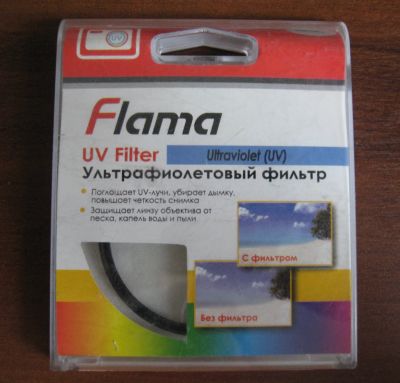 UV
Flama
UV Filter
Ultraviolet (UV)
Ультрафиолетовый фильтр
Поглощает UV-лучи, убирает дымку,
повышает четкость снимка
Защищает линзу объектива от
песка, капель воды и пыли.
С фильтром
Без фильтра